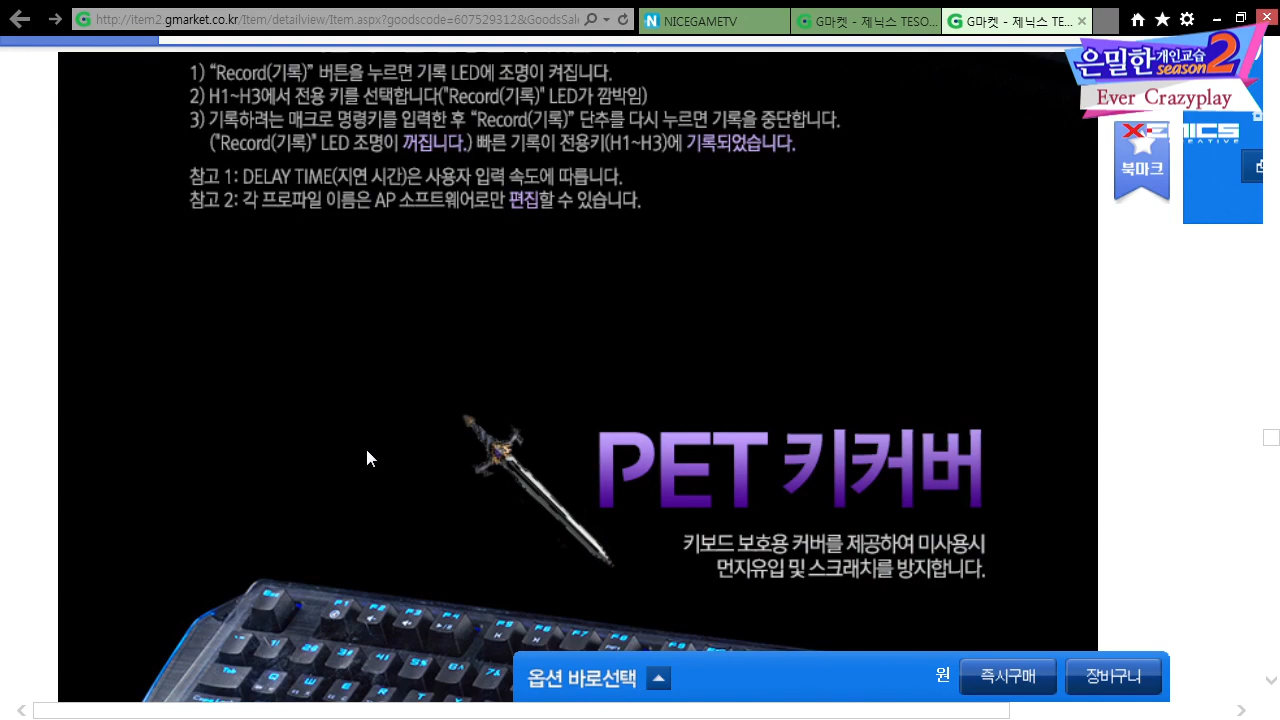 http://item2.gmarket.co.kr/Item/detailview/Item.aspx?goodscode=607529312&GoodsSale
NICEGAMETV
G마켓 - 제닉스 TESO...
G마켓 - 제닉스 TE...
은밀한 개인교습 season 2
Ever Crazyplay
북마크
1) “Record(기록)” 버튼을 누르면 기록 LED에 조명이 켜집니다.
2) H1~H3에서 전용 키를 선택합니다("Record(기록)" LED가 깜박임)
3) 기록하려는 매크로 명령키를 입력한 후 “Record(기록)” 단추를 다시 누르면 기록을 중단합니다.
("Record(기록)" LED 조명이 꺼집니다.) 빠른 기록이 전용키(H1~H3)에 기록되었습니다.
참고 1: DELAY TIME(지연 시간)은 사용자 입력 속도에 따릅니다.
참고 2: 각 프로파일 이름은 AP 소프트웨어로만 편집할 수 있습니다.
PET 키커버
키보드 보호용 커버를 제공하여 미사용시
먼지유입 및 스크래치를 방지합니다.
Esc F1 F2 F3 F4 F5 F6 F7 F8
Tab Q W E R T
옵션 바로선택
원
즉시구매
장바구니